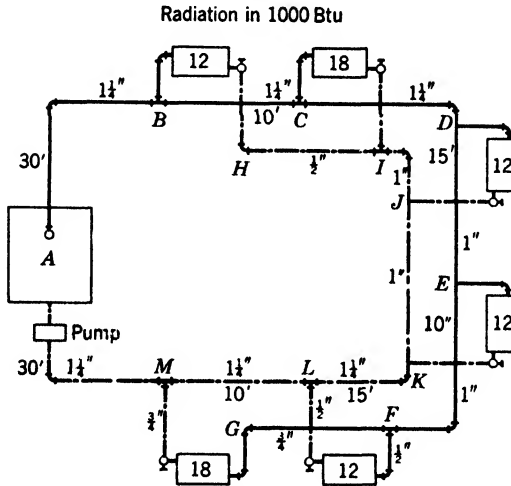 Radiation in 1000 Btu
12
18
1¼″
1¼″
1¼″
B
10′
C
D
H
½″
I
15′
12
30′
1″
J
A
1″
1″
E
Pump
10″
12
30′
1¼″
M
1¼″
L
1¼″
K
10′
15′
1″
¾″
½″
G
¾″
F
½″
18
12